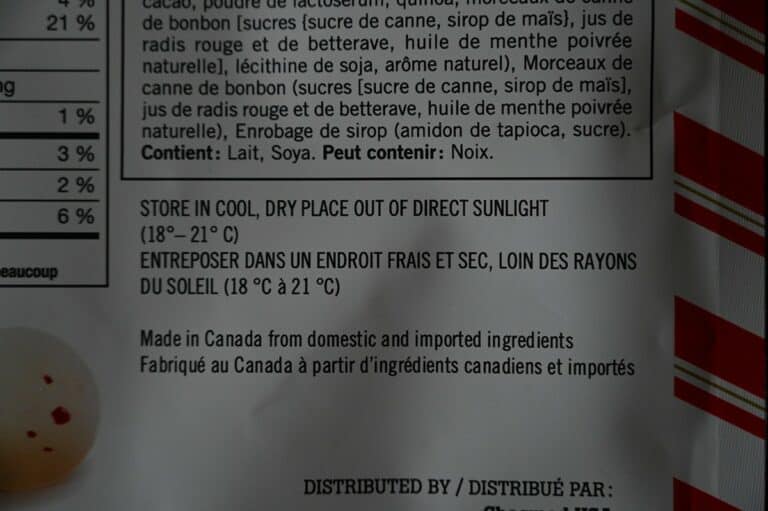 4 %
21 %
ng
1 %
3 %
2 %
6 %
eaucoup
cacao, poudre de lactosérum, quinoa, morceaux de canne
de bonbon [sucres {sucre de canne, sirop de maïs}, jus de
radis rouge et de betterave, huile de menthe poivrée
naturelle], lécithine de soja, arôme naturel), Morceaux de
canne de bonbon (sucres [sucre de canne, sirop de maïs],
jus de radis rouge et de betterave, huile de menthe poivrée
naturelle), Enrobage de sirop (amidon de tapioca, sucre).
Contient: Lait, Soya. Peut contenir: Noix.
STORE IN COOL, DRY PLACE OUT OF DIRECT SUNLIGHT
(18°– 21° C)
ENTREPOSER DANS UN ENDROIT FRAIS ET SEC, LOIN DES RAYONS
DU SOLEIL (18 °C à 21 °C)
Made in Canada from domestic and imported ingredients
Fabriqué au Canada à partir d'ingrédients canadiens et importés
DISTRIBUTED BY / DISTRIBUÉ PAR: